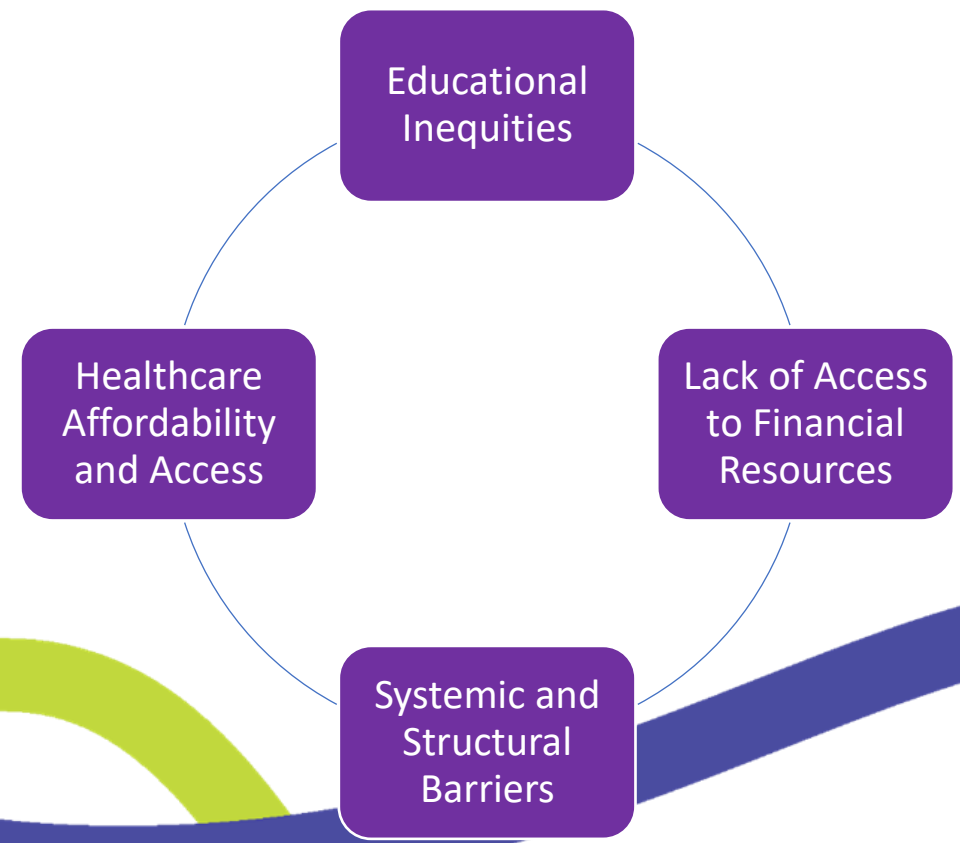 Educational
Inequities
Lack of Access
to Financial
Resources
Systemic and
Structural
Barriers
Healthcare
Affordability
and Access